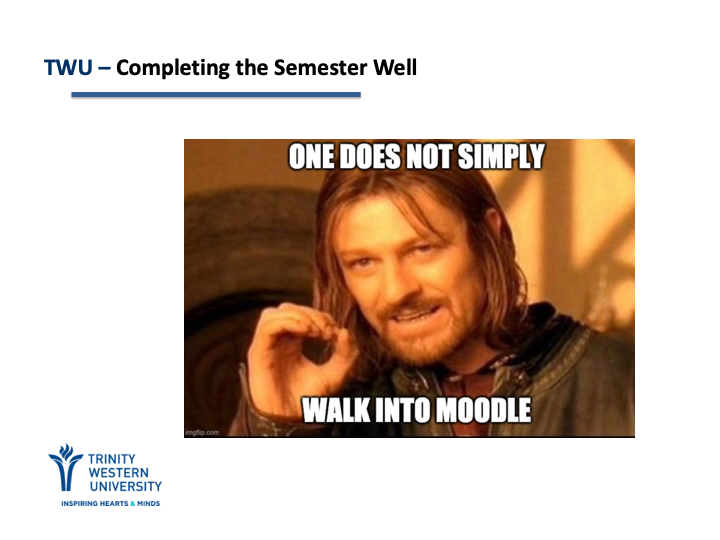 TWU – Completing the Semester Well
ONE DOES NOT SIMPLY
WALK INTO MOODLE
imgflip.com
TRINITY
WESTERN
UNIVERSITY
INSPIRING HEARTS & MINDS